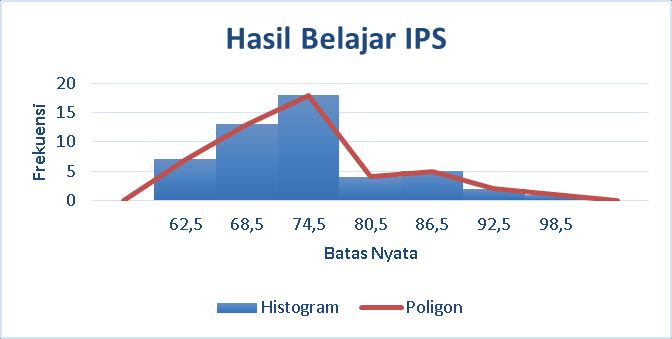 Hasil Belajar IPS
Frekuensi
20
15
10
5
0
62,5 68,5 74,5 80,5 86,5 92,5 98,5
Batas Nyata
Histogram Poligon